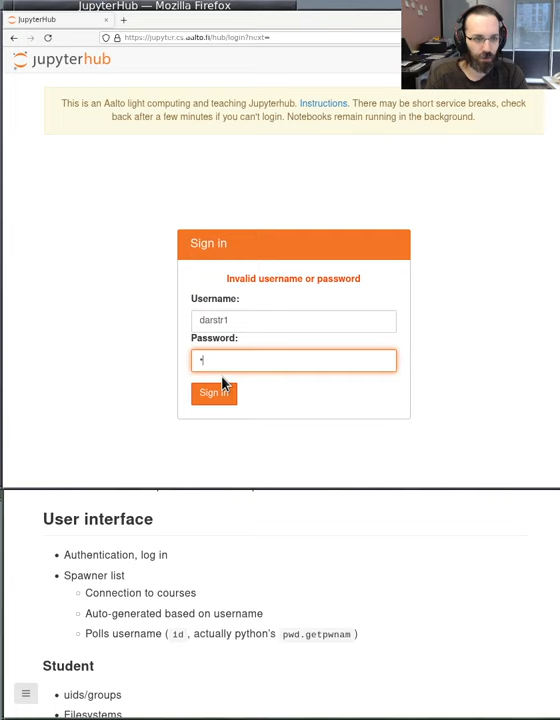 JupyterHub — Mozilla Firefox
JupyterHub
https://jupyter.cs.aalto.fi/hub/login?next=
jupyterhub
This is an Aalto light computing and teaching Jupyterhub. Instructions. There may be short service breaks, check
back after a few minutes if you can't login. Notebooks remain running in the background.
Sign in
Invalid username or password
Username:
darstr1
Password:
Sign in
User interface
• Authentication, log in
• Spawner list
◦ Connection to courses
◦ Auto-generated based on username
◦ Polls username ( id , actually python's pwd.getpwnam )
Student
• uids/groups
• Filesystems